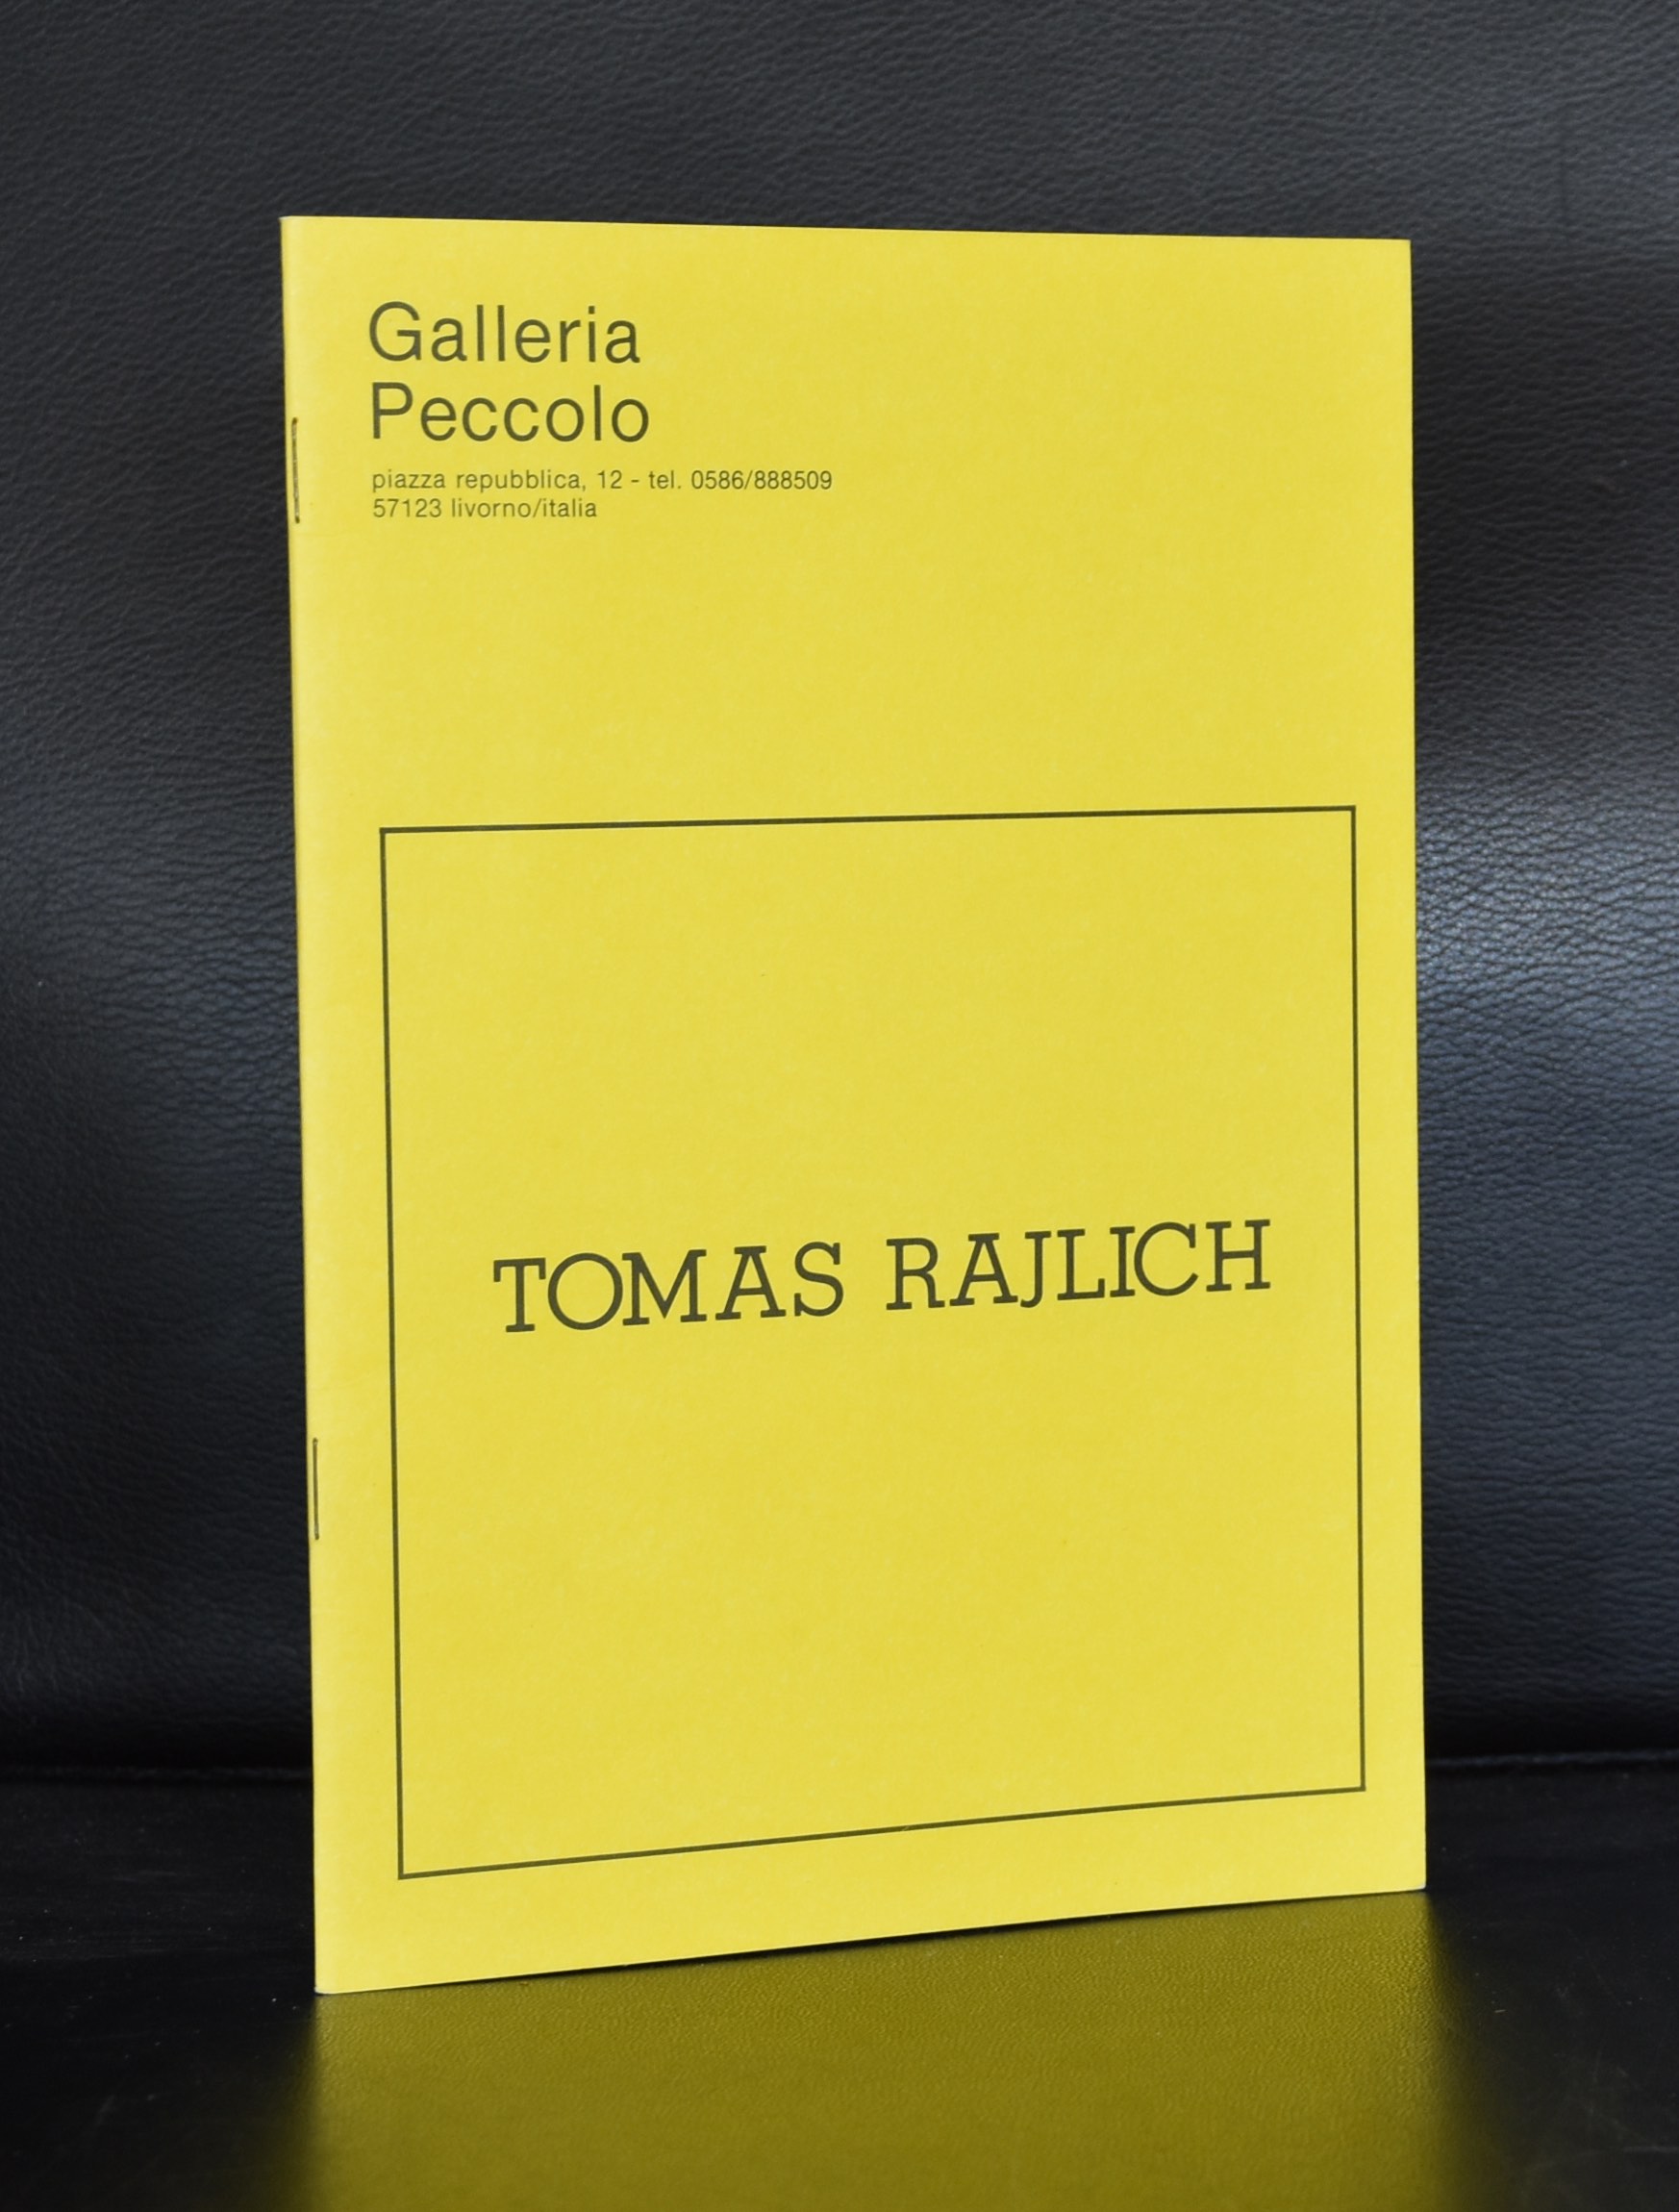 Galleria
Peccolo
piazza repubblica, 12 - tel. 0586/888509
57123 livorno/italia
TOMAS RAJLICH